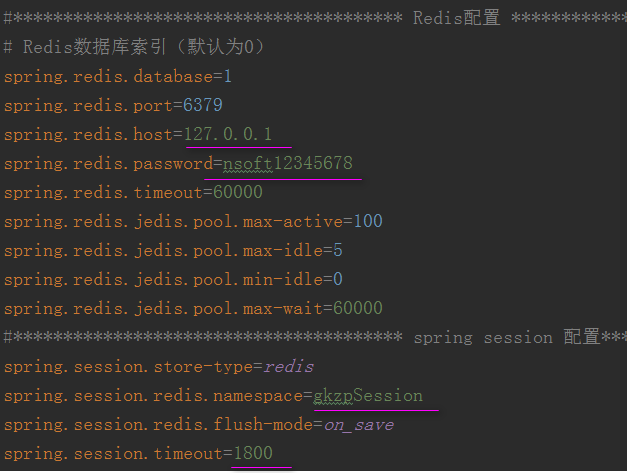 #*************************************** Redis配置 ************
# Redis数据库索引（默认为0）
spring.redis.database=1
spring.redis.port=6379
spring.redis.host=127.0.0.1
spring.redis.password=nsoft12345678
spring.redis.timeout=60000
spring.redis.jedis.pool.max-active=100
spring.redis.jedis.pool.max-idle=5
spring.redis.jedis.pool.min-idle=0
spring.redis.jedis.pool.max-wait=60000
#*************************************** spring session 配置***
spring.session.store-type=redis
spring.session.redis.namespace=gkzpSession
spring.session.redis.flush-mode=on_save
spring.session.timeout=1800